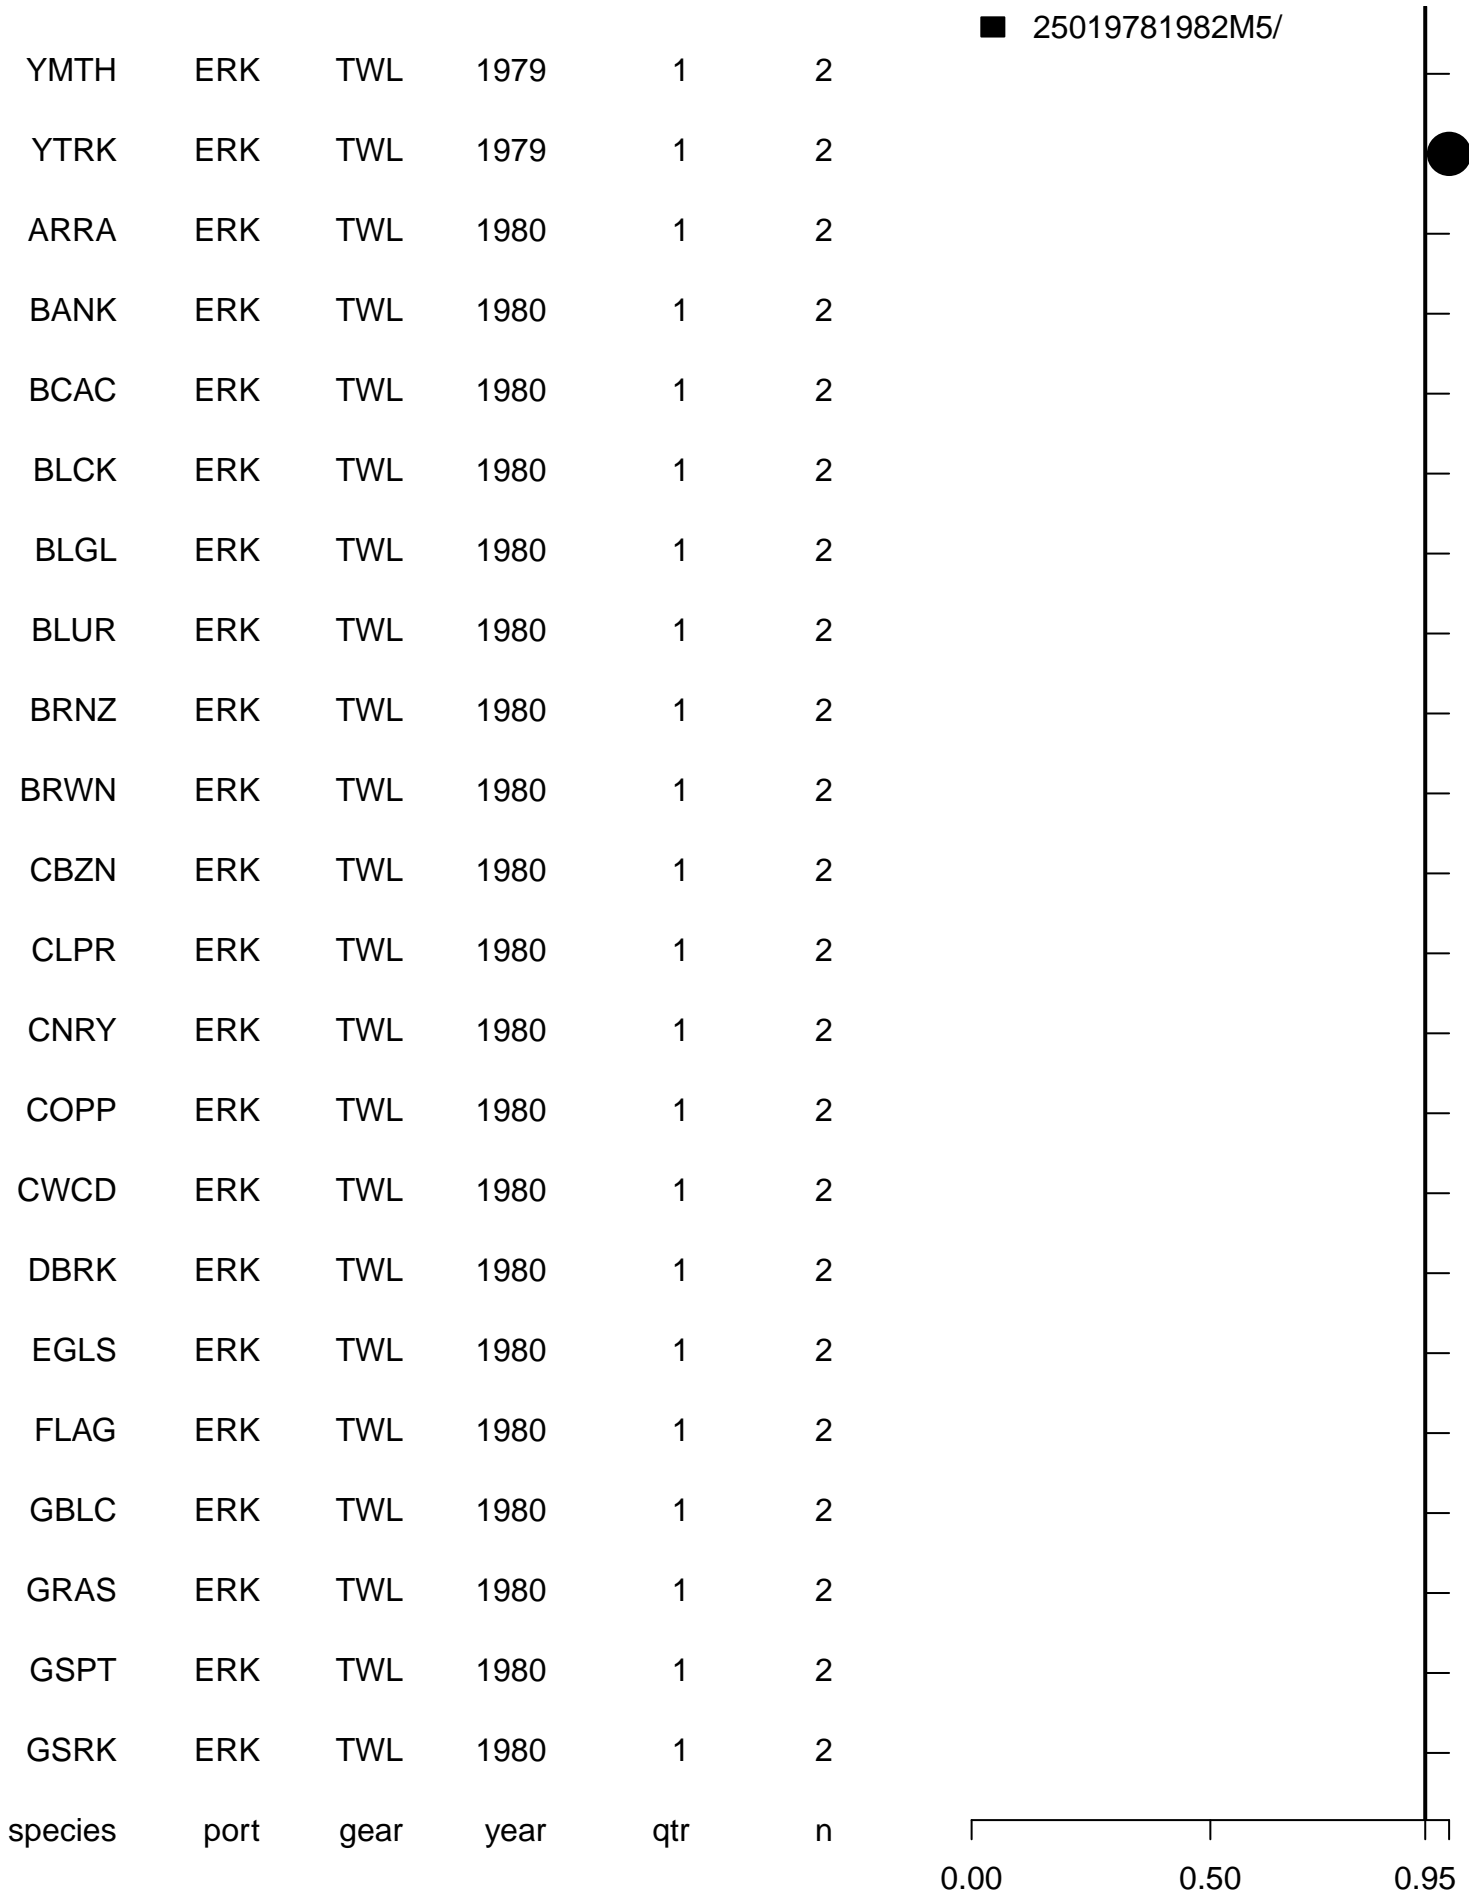 25019781982M5/
YMTH ERK TWL 1979 1 2
YTRK ERK TWL 1979 1 2
ARRA ERK TWL 1980 1 2
BANK ERK TWL 1980 1 2
BCAC ERK TWL 1980 1 2
BLCK ERK TWL 1980 1 2
BLGL ERK TWL 1980 1 2
BLUR ERK TWL 1980 1 2
BRNZ ERK TWL 1980 1 2
BRWN ERK TWL 1980 1 2
CBZN ERK TWL 1980 1 2
CLPR ERK TWL 1980 1 2
CNRY ERK TWL 1980 1 2
COPP ERK TWL 1980 1 2
CWCD ERK TWL 1980 1 2
DBRK ERK TWL 1980 1 2
EGLS ERK TWL 1980 1 2
FLAG ERK TWL 1980 1 2
GBLC ERK TWL 1980 1 2
GRAS ERK TWL 1980 1 2
GSPT ERK TWL 1980 1 2
GSRK ERK TWL 1980 1 2
species port gear year qtr n
0.00 0.50 0.95